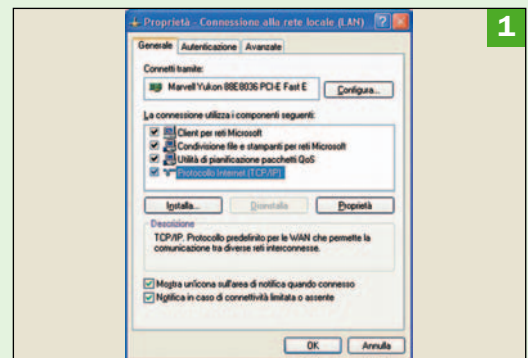 Proprietà - Connessione alla rete locale (LAN)
1
Generale Autenticazione Avanzate
Connetti tramite:
Marvell Yukon 88E8036 PCI-E Fast E Configura...
La connessione utilizza i componenti seguenti:
Client per reti Microsoft
Condivisione file e stampanti per reti Microsoft
Utilità di pianificazione pacchetti QoS
Protocollo Internet (TCP/IP)
Installa... Disinstalla Proprietà
Descrizione
TCP/IP. Protocollo predefinito per le WAN che permette la
comunicazione tra diverse reti interconnesse.
Mostra un'icona sull'area di notifica quando connesso
Notifica in caso di connettività limitata o assente
OK Annulla